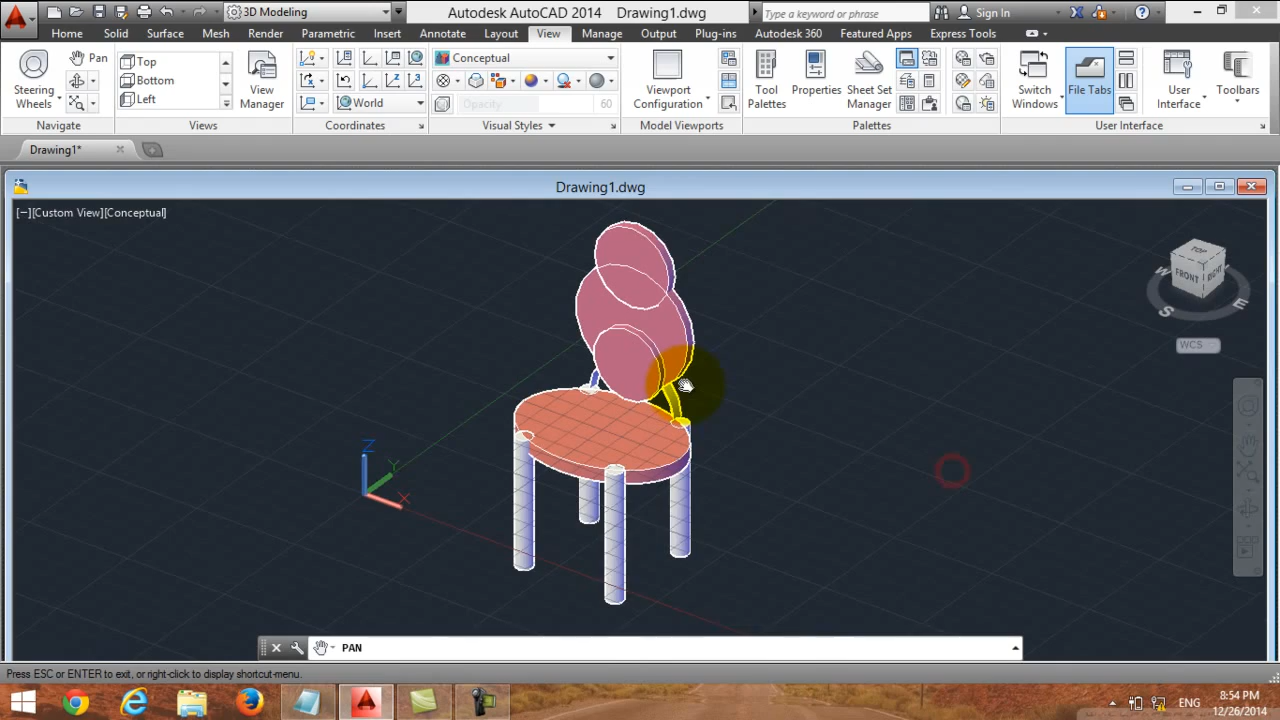 3D Modeling
Autodesk AutoCAD 2014 Drawing1.dwg
Type a keyword or phrase
Sign In
Home Solid Surface Mesh Render Parametric Insert Annotate Layout View Manage Output Plug-ins Autodesk 360 Featured Apps Express Tools
Steering Wheels
Pan
Top
Bottom
Left
View Manager
World
Conceptual
Opacity 60
Viewport Configuration
Tool Palettes
Properties
Sheet Set Manager
Switch Windows
File Tabs
User Interface
Toolbars
Navigate Views Coordinates Visual Styles Model Viewports Palettes User Interface
Drawing1*
Drawing1.dwg
[−][Custom View][Conceptual]
TOP
W
FRONT RIGHT
S E
WCS
Z
Y
X
PAN
Press ESC or ENTER to exit, or right-click to display shortcut-menu.
ENG
8:54 PM
12/26/2014